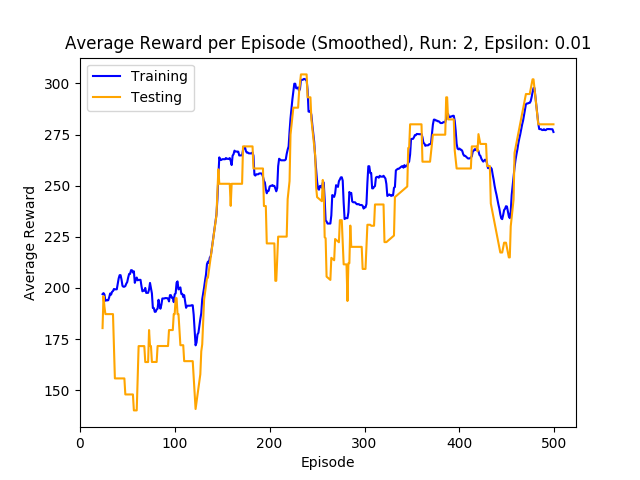 Average Reward per Episode (Smoothed), Run: 2, Epsilon: 0.01
Training
Testing
Average Reward
300
275
250
225
200
175
150
0 100 200 300 400 500
Episode